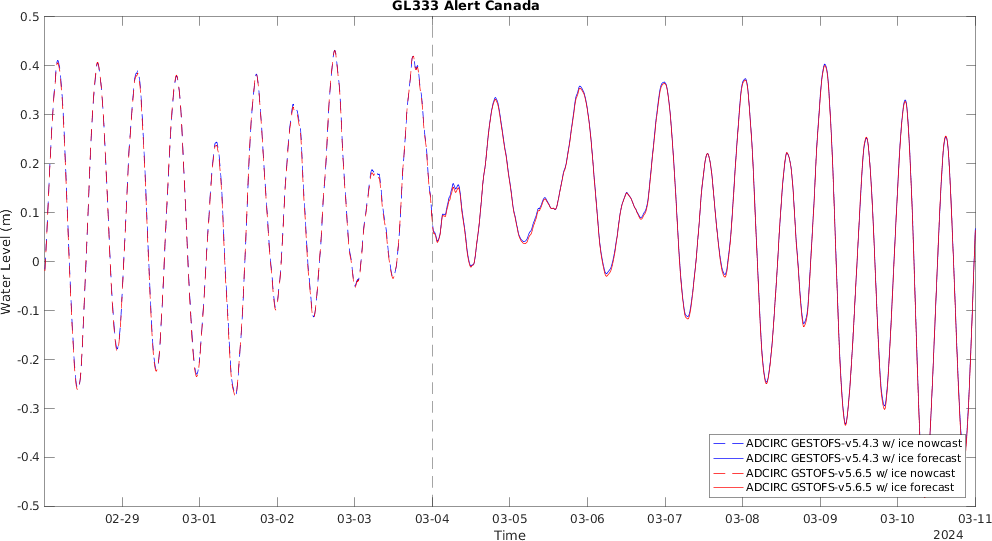 GL333 Alert Canada
0.5
0.4
0.3
0.2
0.1
0
-0.1
-0.2
-0.3
-0.4
-0.5
Water Level (m)
ADCIRC GESTOFS-v5.4.3 w/ ice nowcast
ADCIRC GESTOFS-v5.4.3 w/ ice forecast
ADCIRC GSTOFS-v5.6.5 w/ ice nowcast
ADCIRC GSTOFS-v5.6.5 w/ ice forecast
02-29 03-01 03-02 03-03 03-04 03-05 03-06 03-07 03-08 03-09 03-10 03-11
Time
2024